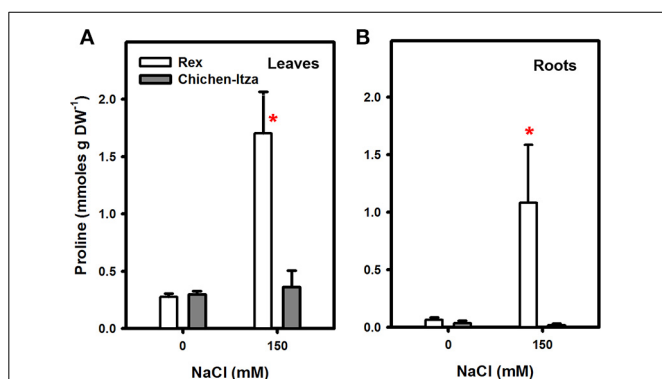 A
B
Rex
Chichen-Itza
Leaves
Roots
Proline (mmoles g DW⁻¹)
2.0
1.5
1.0
0.5
0.0
2.0
1.5
1.0
0.5
0.0
*
*
0
150
0
150
NaCl (mM)
NaCl (mM)